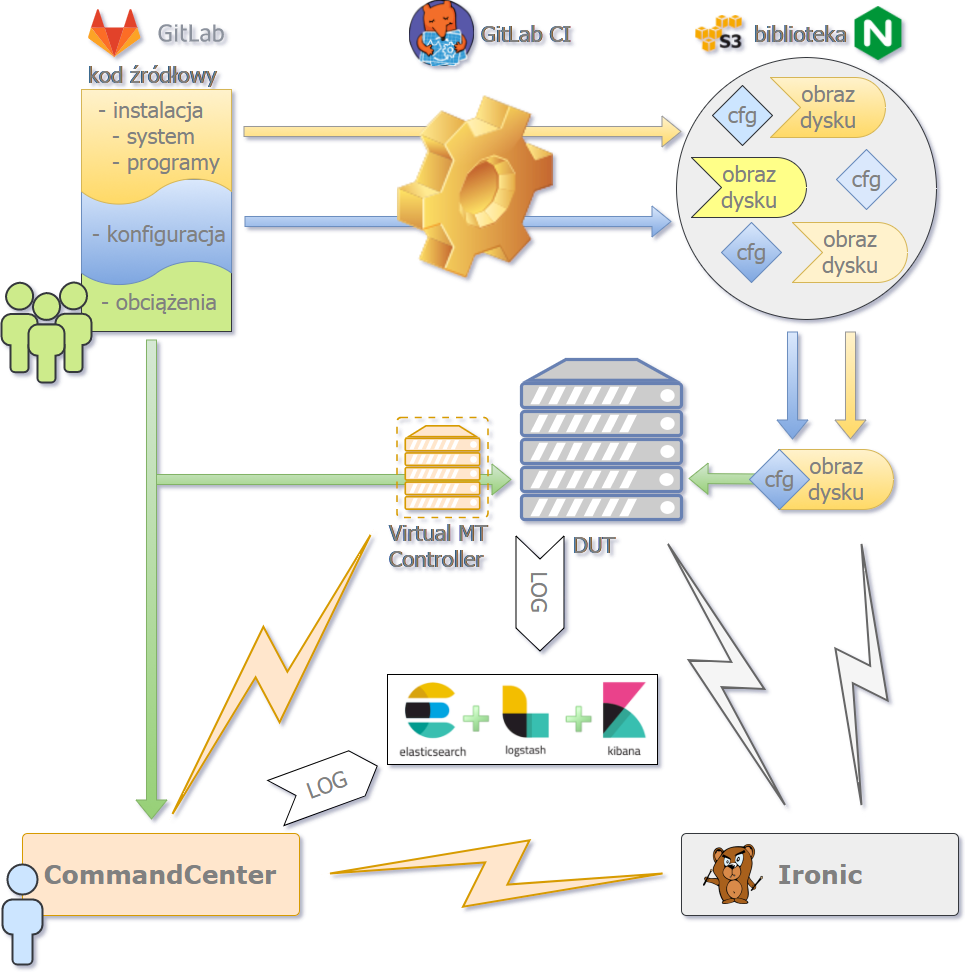 GitLab
GitLab CI
S3
biblioteka
N
kod źródłowy
- instalacja
- system
- programy
- konfiguracja
- obciążenia
cfg
obraz
dysku
obraz
dysku
cfg
cfg
obraz
dysku
cfg
obraz
dysku
Virtual MT
Controller
DUT
LOG
elasticsearch
logstash
kibana
LOG
CommandCenter
Ironic